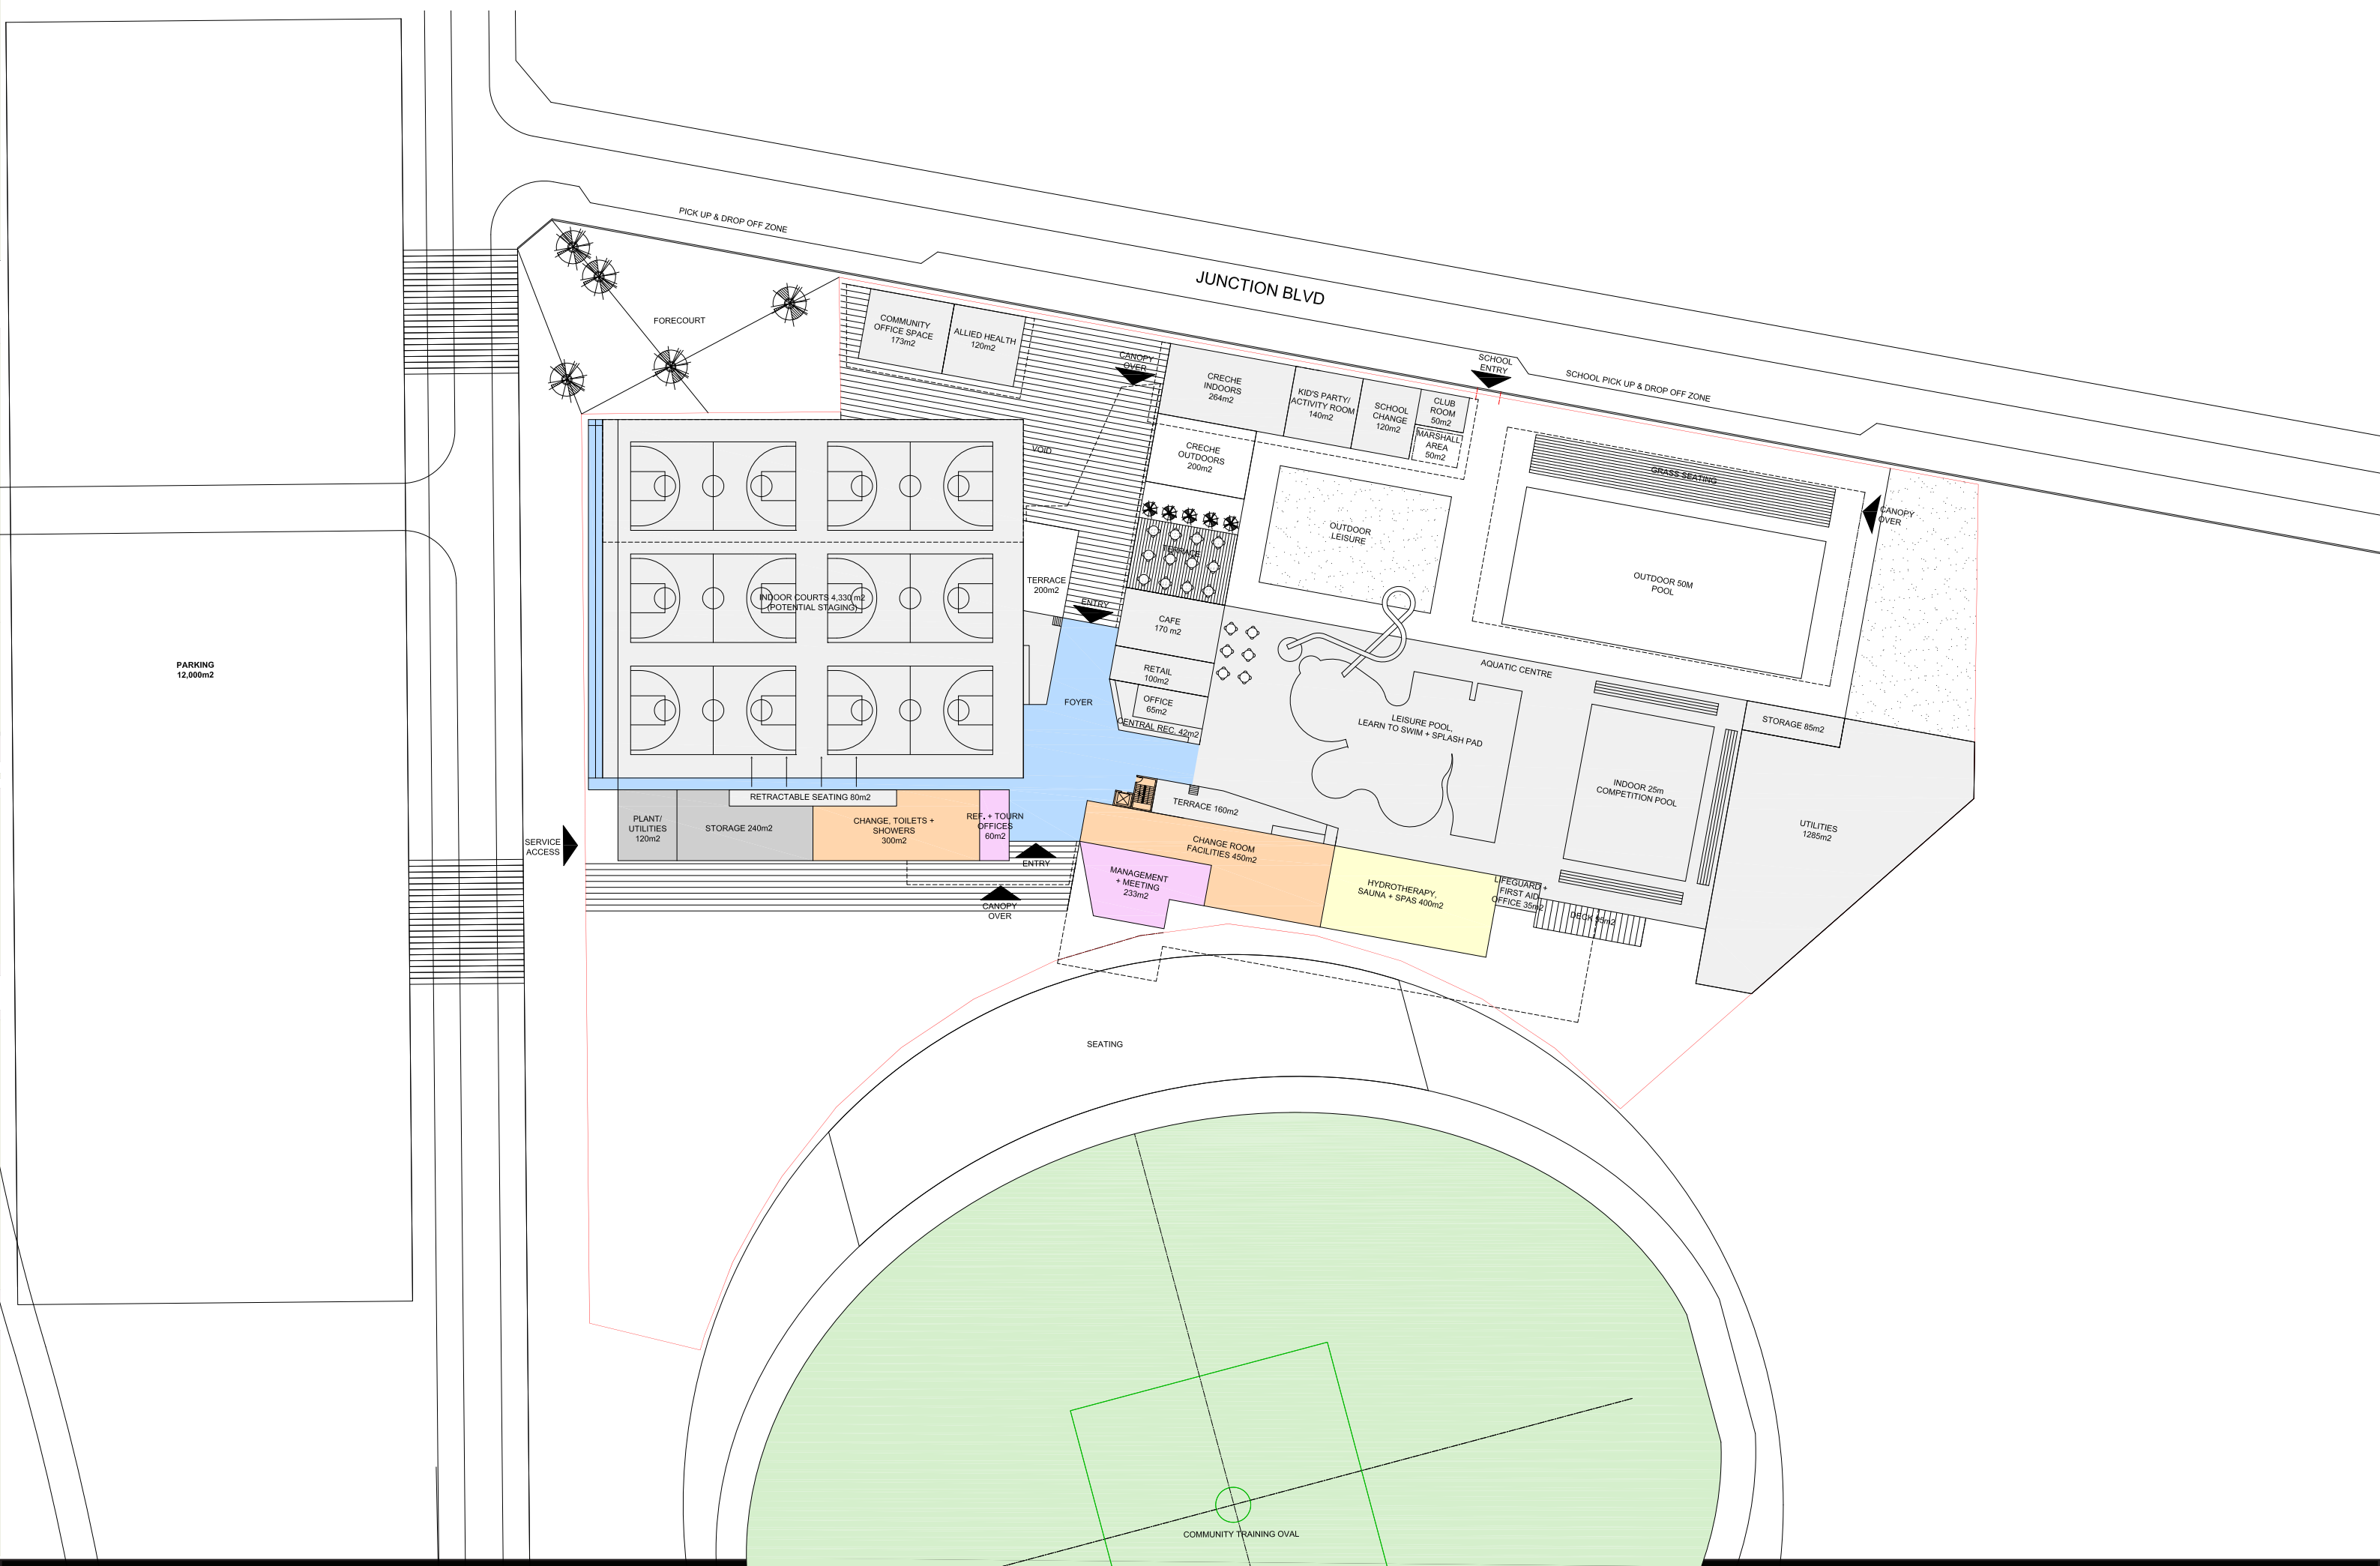 PICK UP & DROP OFF ZONE
JUNCTION BLVD
FORECOURT
COMMUNITY
OFFICE SPACE
173m2
ALLIED HEALTH
120m2
CANOPY
OVER
CRECHE
INDOORS
264m2
KID'S PARTY/
ACTIVITY ROOM
140m2
SCHOOL
CHANGE
120m2
CLUB
ROOM
50m2
MARSHALL
AREA
50m2
SCHOOL
ENTRY
SCHOOL PICK UP & DROP OFF ZONE
VOID
CRECHE
OUTDOORS
200m2
GRASS SEATING
CANOPY
OVER
OUTDOOR
LEISURE
TERRACE
OUTDOOR 50M
POOL
INDOOR COURTS 4,330 m2
(POTENTIAL STAGING)
TERRACE
200m2
ENTRY
CAFE
170 m2
PARKING
12,000m2
AQUATIC CENTRE
RETAIL
100m2
FOYER
OFFICE
65m2
CENTRAL REC. 42m2
LEISURE POOL,
LEARN TO SWIM + SPLASH PAD
STORAGE 85m2
INDOOR 25m
COMPETITION POOL
RETRACTABLE SEATING 80m2
TERRACE 160m2
PLANT/
UTILITIES
120m2
STORAGE 240m2
CHANGE, TOILETS +
SHOWERS
300m2
REF. + TOURN
OFFICES
60m2
UTILITIES
1285m2
SERVICE
ACCESS
ENTRY
CHANGE ROOM
FACILITIES 450m2
MANAGEMENT
+ MEETING
233m2
HYDROTHERAPY,
SAUNA + SPAS 400m2
LIFEGUARD +
FIRST AID
OFFICE 35m2
CANOPY
OVER
DECK 95m2
SEATING
COMMUNITY TRAINING OVAL